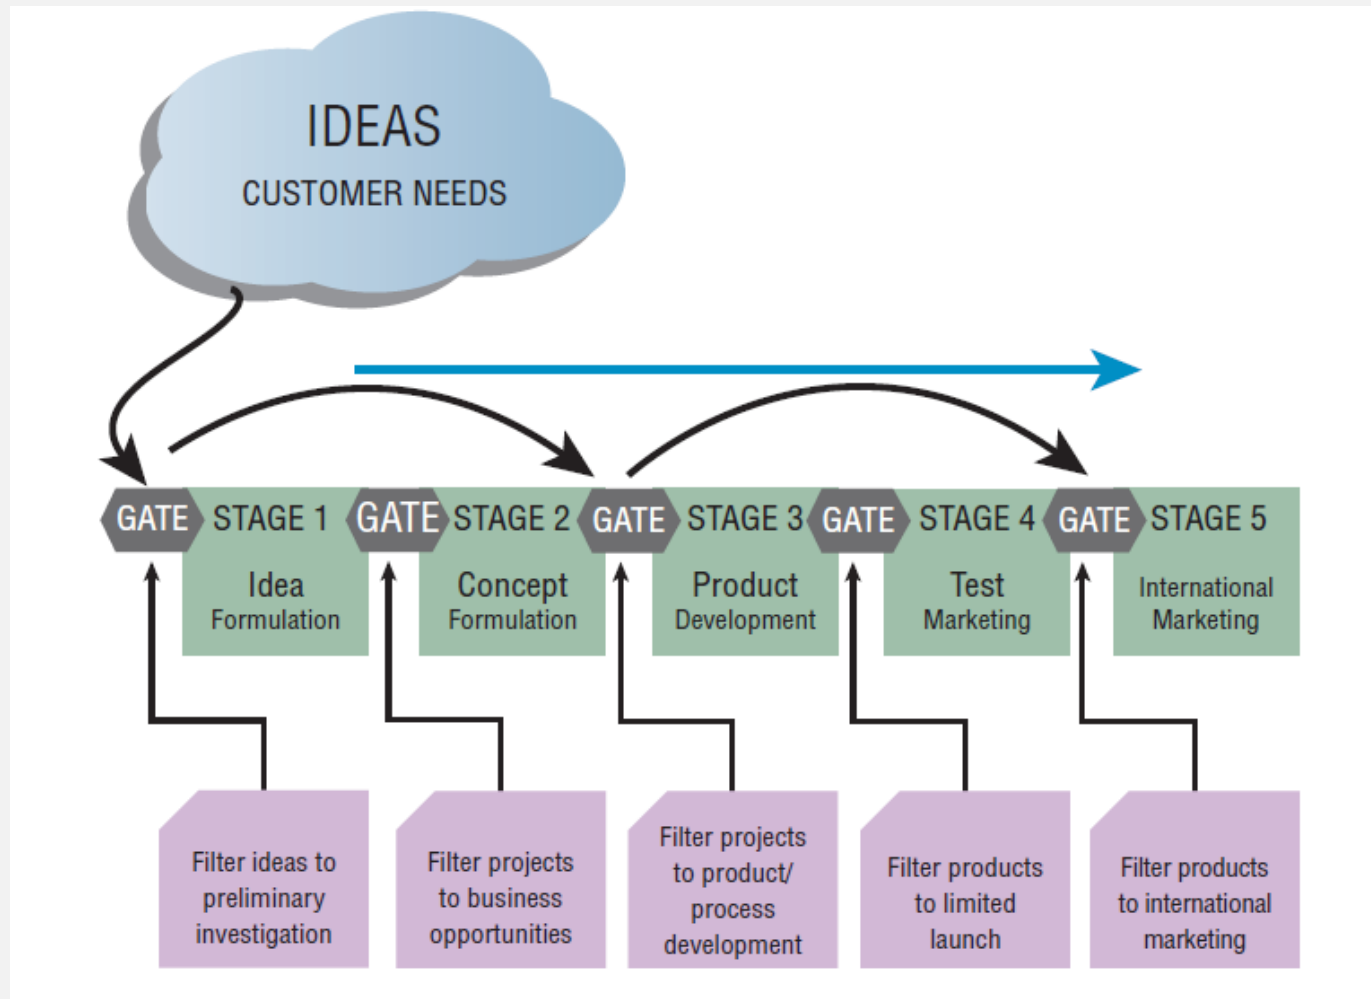 IDEAS
CUSTOMER NEEDS
GATE STAGE 1 GATE STAGE 2 GATE STAGE 3 GATE STAGE 4 GATE STAGE 5
Idea
Formulation
Concept
Formulation
Product
Development
Test
Marketing
International
Marketing
Filter ideas to
preliminary
investigation
Filter projects
to business
opportunities
Filter projects
to product/
process
development
Filter products
to limited
launch
Filter products
to international
marketing